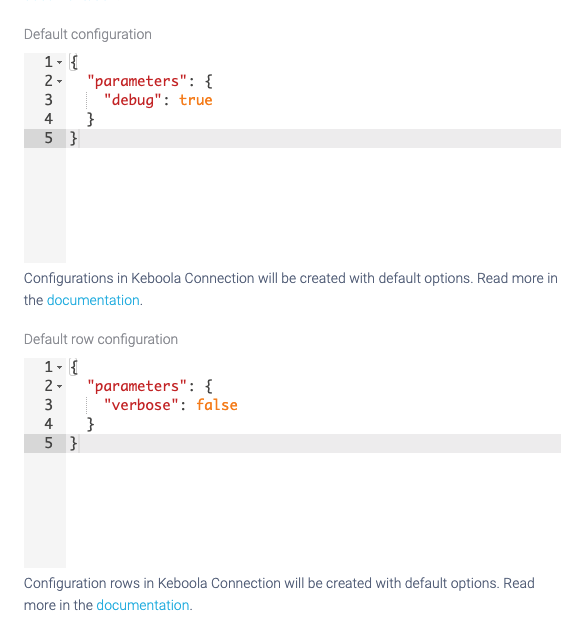 Default configuration
1 {
2 "parameters": {
3 "debug": true
4 }
5 }
Configurations in Keboola Connection will be created with default options. Read more in
the documentation.
Default row configuration
1 {
2 "parameters": {
3 "verbose": false
4 }
5 }
Configuration rows in Keboola Connection will be created with default options. Read
more in the documentation.